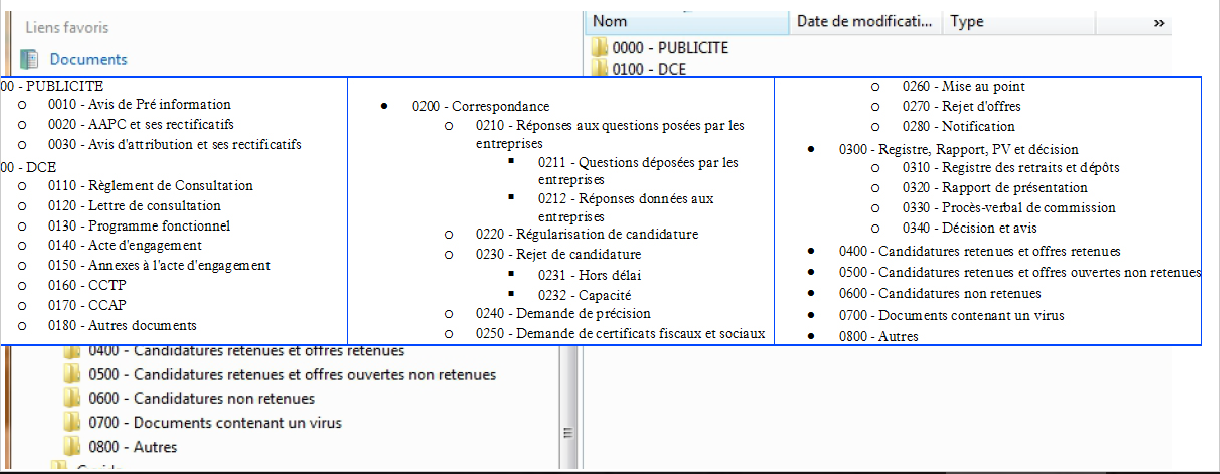 Liens favoris
Documents
Nom
Date de modificati...
Type
»
0000 - PUBLICITE
0100 - DCE
00 - PUBLICITE
o 0010 - Avis de Pré information
o 0020 - AAPC et ses rectificatifs
o 0030 - Avis d'attribution et ses rectificatifs
00 - DCE
o 0110 - Règlement de Consultation
o 0120 - Lettre de consultation
o 0130 - Programme fonctionnel
o 0140 - Acte d'engagement
o 0150 - Annexes à l'acte d'engagement
o 0160 - CCTP
o 0170 - CCAP
o 0180 - Autres documents
• 0200 - Correspondance
o 0210 - Réponses aux questions posées par les
entreprises
▪ 0211 - Questions déposées par les
entreprises
▪ 0212 - Réponses données aux
entreprises
o 0220 - Régularisation de candidature
o 0230 - Rejet de candidature
▪ 0231 - Hors délai
▪ 0232 - Capacité
o 0240 - Demande de précision
o 0250 - Demande de certificats fiscaux et sociaux
o 0260 - Mise au point
o 0270 - Rejet d'offres
o 0280 - Notification
• 0300 - Registre, Rapport, PV et décision
o 0310 - Registre des retraits et dépôts
o 0320 - Rapport de présentation
o 0330 - Procès-verbal de commission
o 0340 - Décision et avis
• 0400 - Candidatures retenues et offres retenues
• 0500 - Candidatures retenues et offres ouvertes non retenues
• 0600 - Candidatures non retenues
• 0700 - Documents contenant un virus
• 0800 - Autres
0400 - Candidatures retenues et offres retenues
0500 - Candidatures retenues et offres ouvertes non retenues
0600 - Candidatures non retenues
0700 - Documents contenant un virus
0800 - Autres